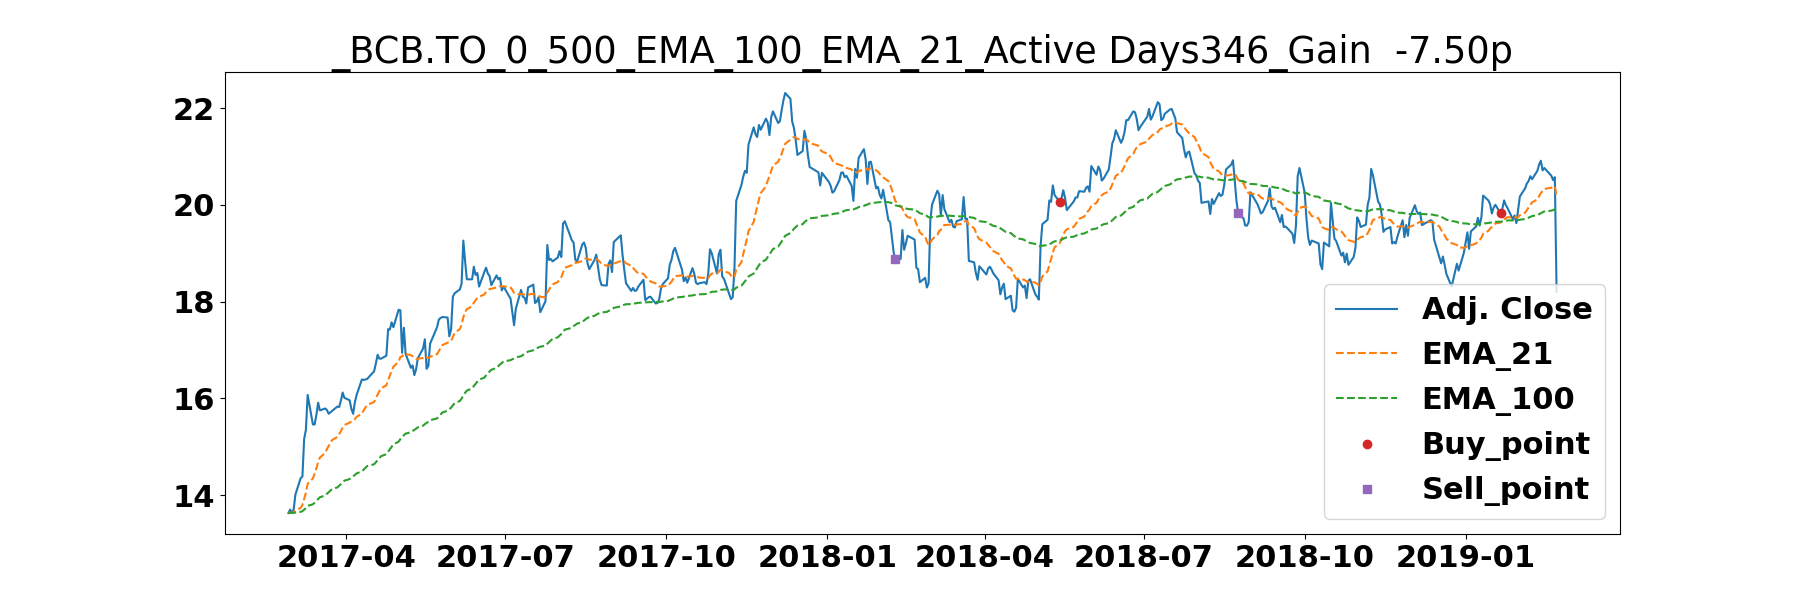 _BCB.TO_0_500_EMA_100_EMA_21_Active Days346_Gain  -7.50p
22
20
18
16
14
Adj. Close
EMA_21
EMA_100
Buy_point
Sell_point
2017-04 2017-07 2017-10 2018-01 2018-04 2018-07 2018-10 2019-01